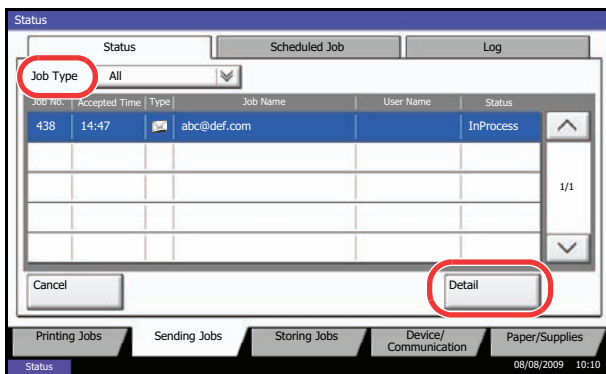 Status
Status Scheduled Job Log
Job Type All
Job No. Accepted Time Type Job Name User Name Status
438 14:47 abc@def.com InProcess
1/1
Cancel Detail
Printing Jobs Sending Jobs Storing Jobs Device/
Communication Paper/Supplies
Status 08/08/2009 10:10